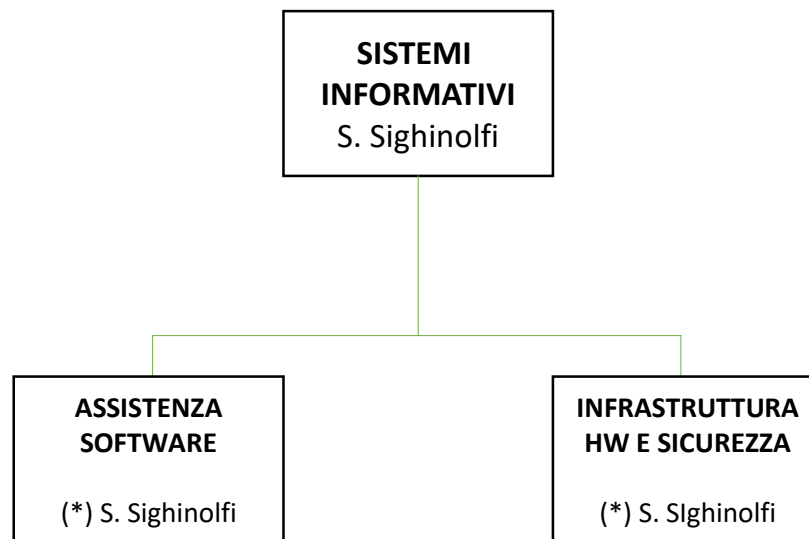 SISTEMI
INFORMATIVI
S. Sighinolfi
ASSISTENZA
SOFTWARE
(*) S. Sighinolfi
INFRASTRUTTURA
HW E SICUREZZA
(*) S. SIghinolfi